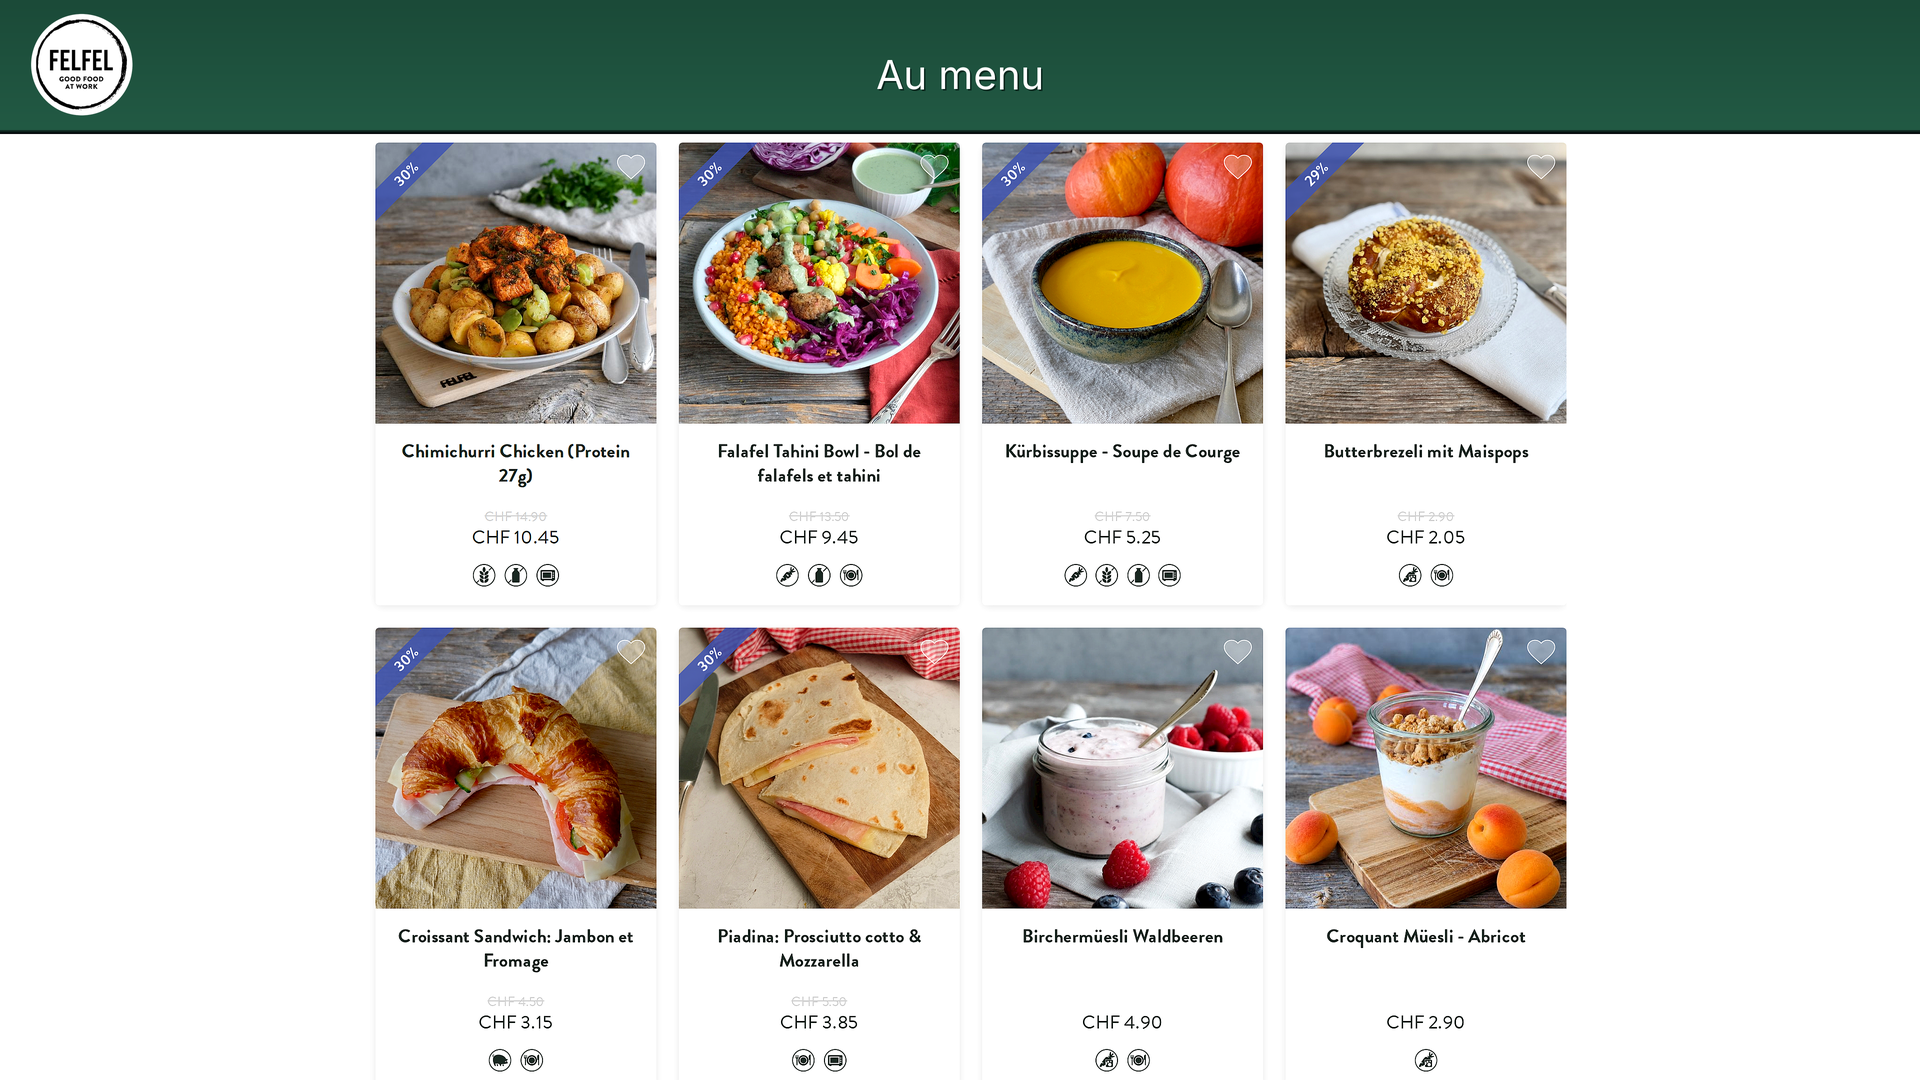 FELFEL
GOOD FOOD
AT WORK
Au menu
30%
30%
30%
29%
FELFEL
Chimichurri Chicken (Protein
27g)
CHF 14.90
CHF 10.45
Falafel Tahini Bowl - Bol de
falafels et tahini
CHF 13.50
CHF 9.45
Kürbissuppe - Soupe de Courge
CHF 7.50
CHF 5.25
Butterbrezeli mit Maispops
CHF 2.90
CHF 2.05
30%
30%
Croissant Sandwich: Jambon et
Fromage
CHF 4.50
CHF 3.15
Piadina: Prosciutto cotto &
Mozzarella
CHF 5.50
CHF 3.85
Birchermüesli Waldbeeren
CHF 4.90
Croquant Müesli - Abricot
CHF 2.90